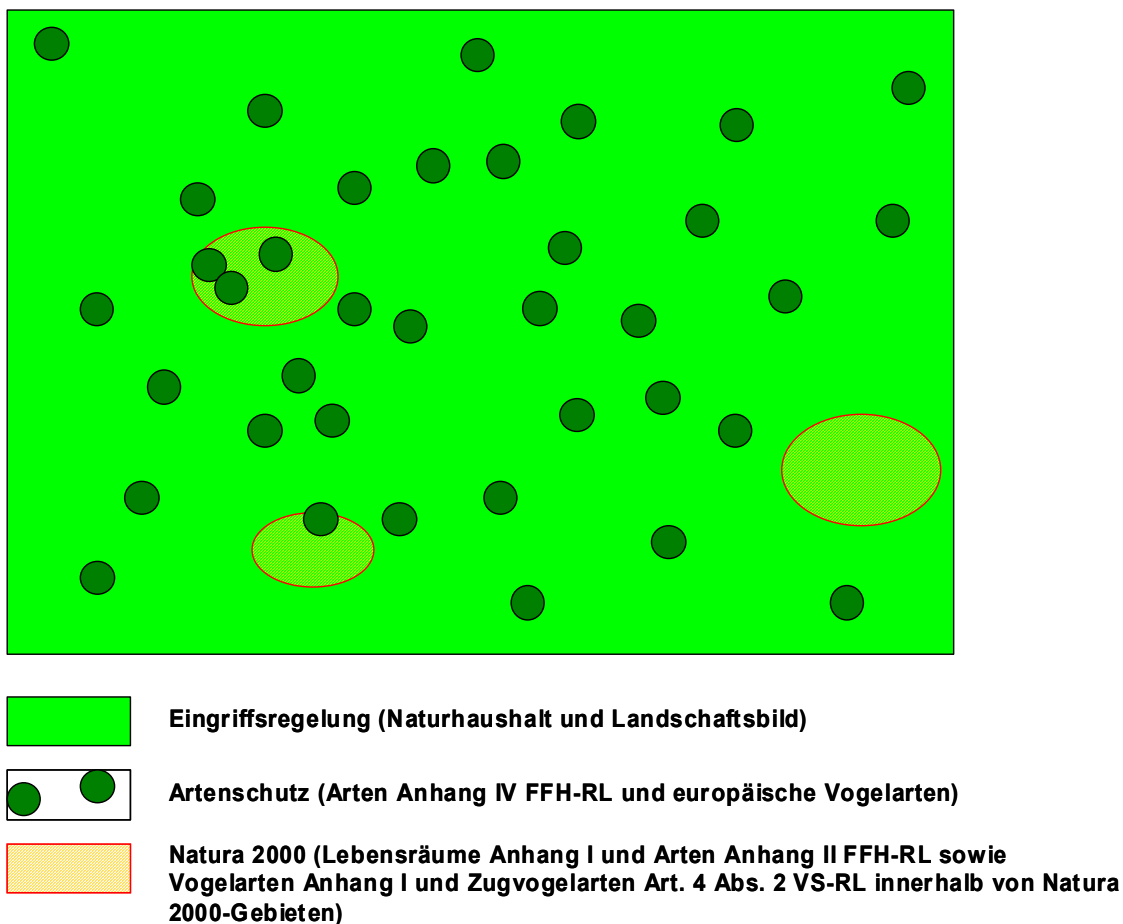 Eingriffsregelung (Naturhaushalt und Landschaftsbild)
Artenschutz (Arten Anhang IV FFH-RL und europäische Vogelarten)
Natura 2000 (Lebensräume Anhang I und Arten Anhang II FFH-RL sowie
Vogelarten Anhang I und Zugvogelarten Art. 4 Abs. 2 VS-RL innerhalb von Natura
2000-Gebieten)